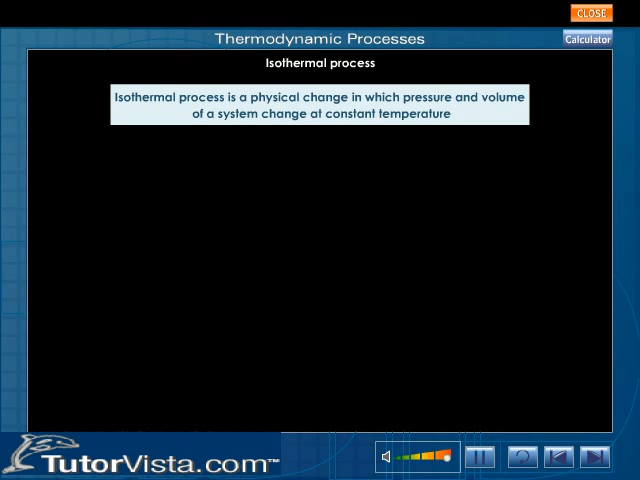 CLOSE
Thermodynamic Processes
Calculator
Isothermal process
Isothermal process is a physical change in which pressure and volume
of a system change at constant temperature
TutorVista.com™